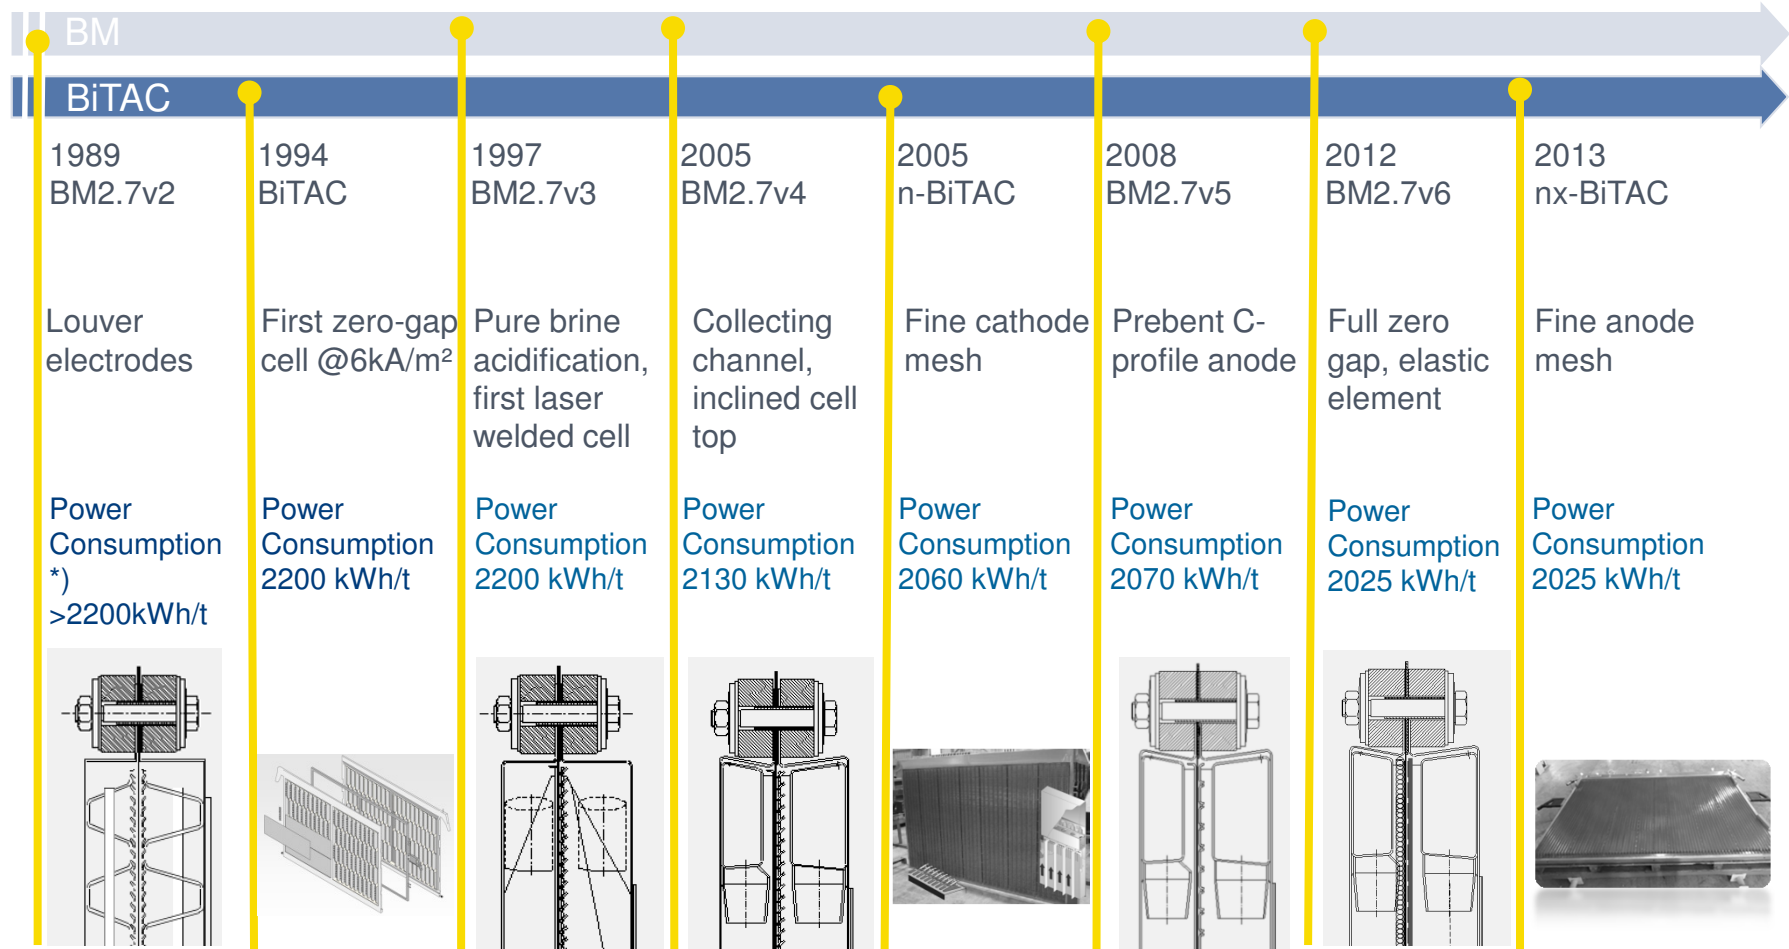 BM
BiTAC
1989
BM2.7v2
Louver
electrodes
Power
Consumption
*)
>2200kWh/t
1994
BiTAC
First zero-gap
cell @6kA/m²
Power
Consumption
2200 kWh/t
1997
BM2.7v3
Pure brine
acidification,
first laser
welded cell
Power
Consumption
2200 kWh/t
2005
BM2.7v4
Collecting
channel,
inclined cell
top
Power
Consumption
2130 kWh/t
2005
n-BiTAC
Fine cathode
mesh
Power
Consumption
2060 kWh/t
2008
BM2.7v5
Prebent C-
profile anode
Power
Consumption
2070 kWh/t
2012
BM2.7v6
Full zero
gap, elastic
element
Power
Consumption
2025 kWh/t
2013
nx-BiTAC
Fine anode
mesh
Power
Consumption
2025 kWh/t